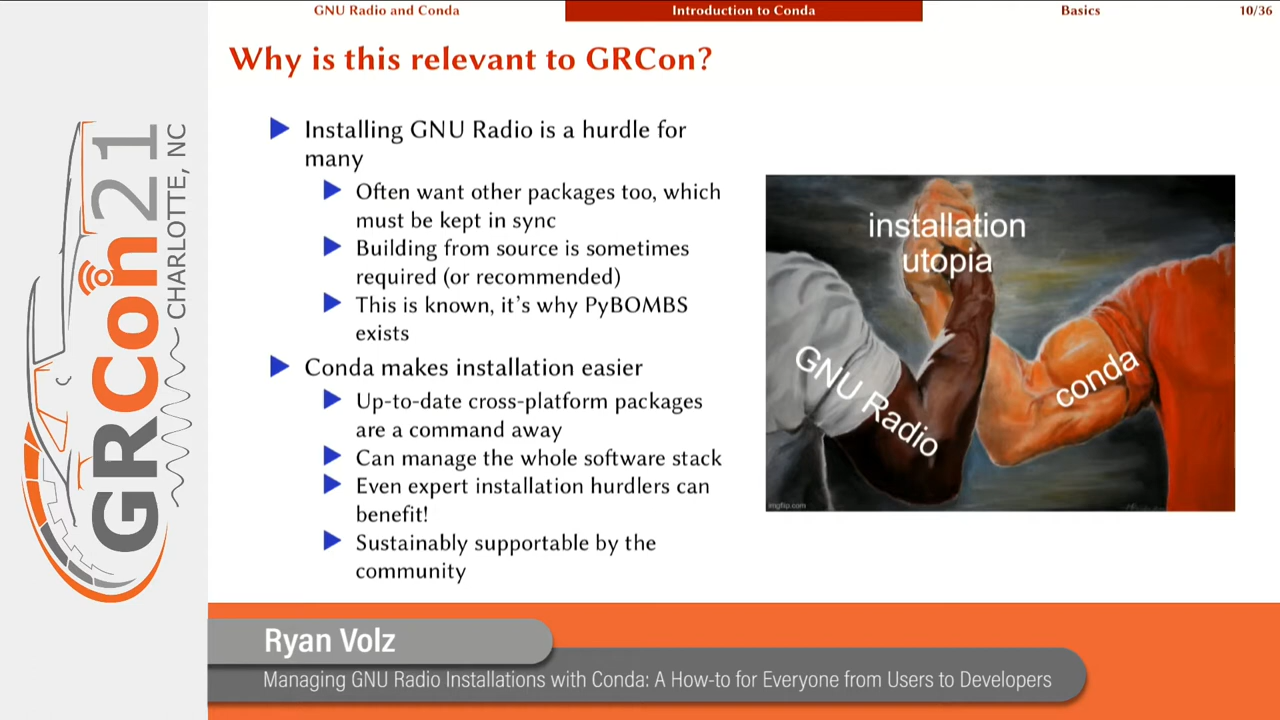 GNU Radio and Conda
Introduction to Conda
Basics
10/36
Why is this relevant to GRCon?
Installing GNU Radio is a hurdle for
many
Often want other packages too, which
must be kept in sync
Building from source is sometimes
required (or recommended)
This is known, it's why PyBOMBS
exists
Conda makes installation easier
Up-to-date cross-platform packages
are a command away
Can manage the whole software stack
Even expert installation hurdlers can
benefit!
Sustainably supportable by the
community
installation
utopia
GNU Radio
conda
imgflip.com
GRCon21
CHARLOTTE, NC
Ryan Volz
Managing GNU Radio Installations with Conda: A How-to for Everyone from Users to Developers